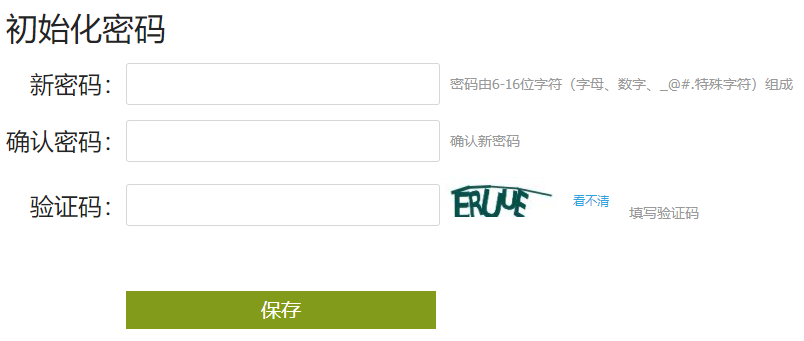 初始化密码
新密码： 密码由6-16位字符（字母、数字、_@#.特殊字符）组成
确认密码： 确认新密码
验证码： 看不清 填写验证码
保存